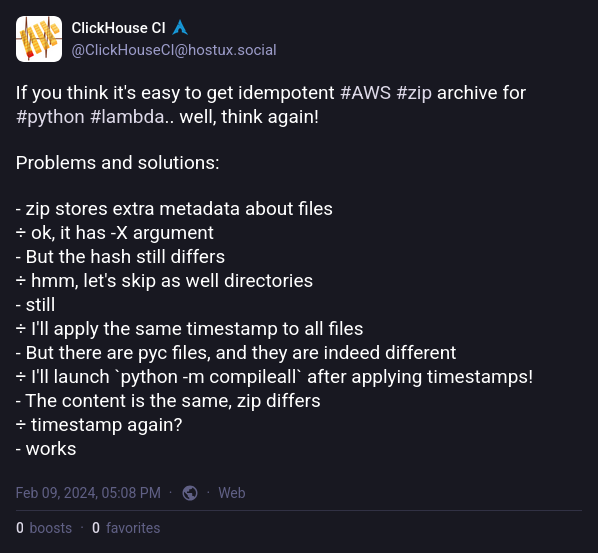 ClickHouse CI
@ClickHouseCI@hostux.social
If you think it's easy to get idempotent #AWS #zip archive for
#python #lambda.. well, think again!
Problems and solutions:
- zip stores extra metadata about files
÷ ok, it has -X argument
- But the hash still differs
÷ hmm, let's skip as well directories
- still
÷ I'll apply the same timestamp to all files
- But there are pyc files, and they are indeed different
÷ I'll launch `python -m compileall` after applying timestamps!
- The content is the same, zip differs
÷ timestamp again?
- works
Feb 09, 2024, 05:08 PM · · Web
0 boosts · 0 favorites